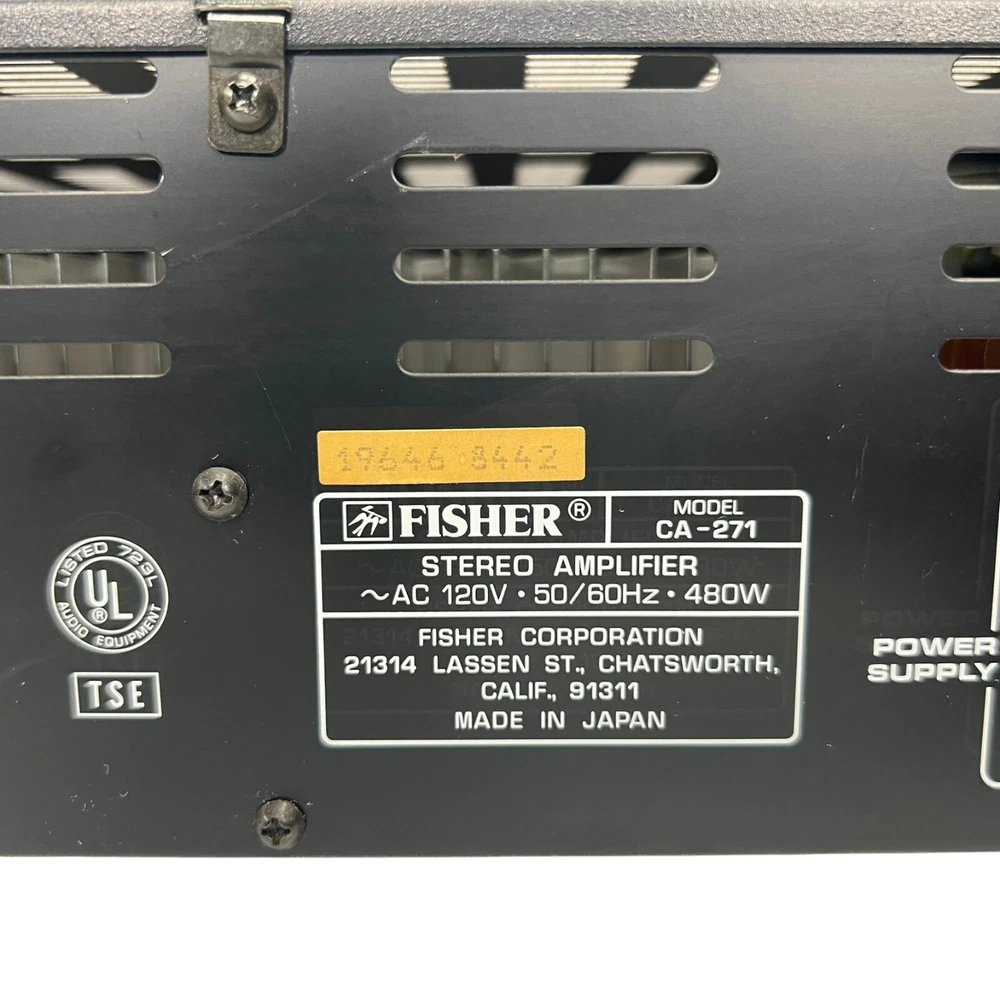 19646 8442
FISHER® MODEL CA-271
STEREO AMPLIFIER
~AC 120V • 50/60Hz • 480W
FISHER CORPORATION
21314 LASSEN ST., CHATSWORTH,
CALIF., 91311
MADE IN JAPAN
LISTED 723L
UL®
AUDIO EQUIPMENT
TSE
POWER
SUPPLY